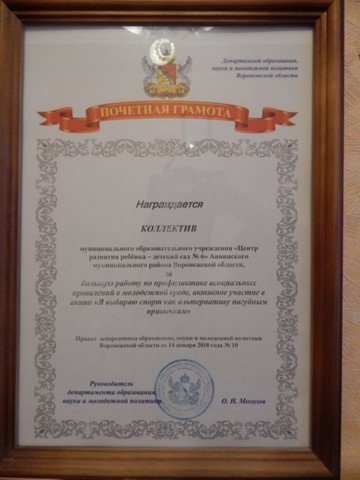 Департамент образования,
науки и молодежной политики
Воронежской области
ПОЧЕТНАЯ ГРАМОТА
Награждается
КОЛЛЕКТИВ
муниципального образовательного учреждения «Центр
развития ребёнка – детский сад № 6» Аннинского
муниципального района Воронежской области,
за
большую работу по профилактике асоциальных
проявлений в молодежной среде, активное участие в
акции «Я выбираю спорт как альтернативу пагубным
привычкам»
Приказ департамента образования, науки и молодежной политики
Воронежской области от 14 января 2010 года № 10
Руководитель
департамента образования,
науки и молодежной политики
О. Н. Мосолов